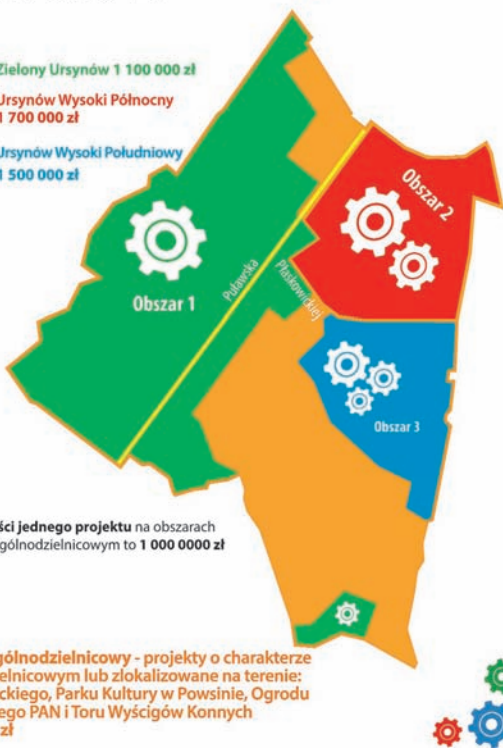 Zielony Ursynów 1 100 000 zł
Ursynów Wysoki Północny
1 700 000 zł
Ursynów Wysoki Południowy
1 500 000 zł
Obszar 2
Obszar 1
Puławska
Płaskowickiej
Obszar 3
ści jednego projektu na obszarach
gólnodzielnicowym to 1 000 0000 zł
gólnodzielnicowy - projekty o charakterze
elnicowym lub zlokalizowane na terenie:
ckiego, Parku Kultury w Powsinie, Ogrodu
ego PAN i Toru Wyścigów Konnych
zł